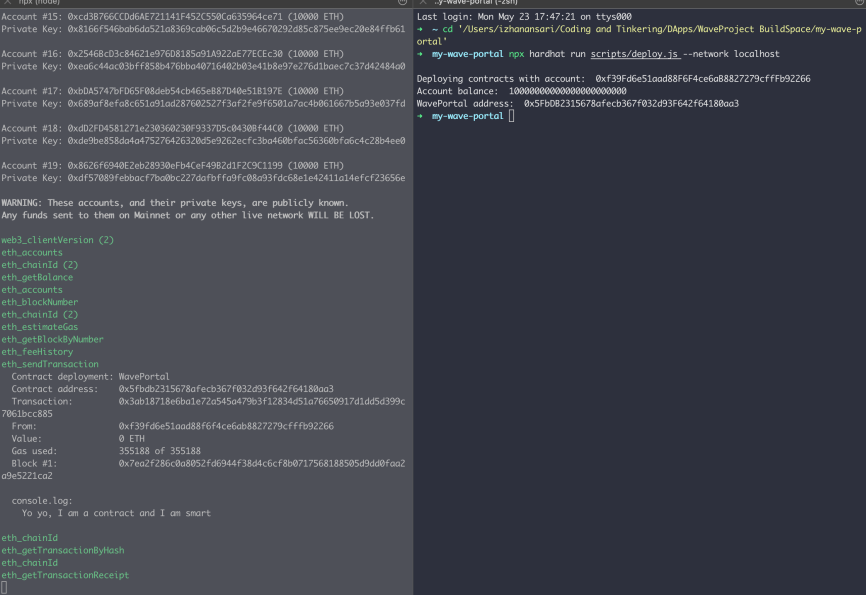 npx (node)
Account #15: 0xcd3B766CCDd6AE721141F452C550Ca635964ce71 (10000 ETH)
Private Key: 0x8166f546bab6da521a8369cab06c5d2b9e46670292d85c875ee9ec20e84ffb61
Account #16: 0x2546BcD3c84621e976D8185a91A922aE77ECEc30 (10000 ETH)
Private Key: 0xea6c44ac03bff858b476bba40716402b03e41b8e97e276d1baec7c37d42484a0
Account #17: 0xbDA5747bFD65F08deb54cb465eB87D40e51B197E (10000 ETH)
Private Key: 0x689af8efa8c651a91ad287602527f3af2fe9f6501a7ac4b061667b5a93e037fd
Account #18: 0xdD2FD4581271e230360230F9337D5c0430Bf44C0 (10000 ETH)
Private Key: 0xde9be858da4a475276426320d5e9262ecfc3ba460bfac56360bfa6c4c28b4ee0
Account #19: 0x8626f6940E2eb28930eFb4CeF49B2d1F2C9C1199 (10000 ETH)
Private Key: 0xdf57089febbacf7ba0bc227dafbffa9fc08a93fdc68e1e42411a14efcf23656e
WARNING: These accounts, and their private keys, are publicly known.
Any funds sent to them on Mainnet or any other live network WILL BE LOST.
web3_clientVersion (2)
eth_accounts
eth_chainId (2)
eth_getBalance
eth_accounts
eth_blockNumber
eth_chainId (2)
eth_estimateGas
eth_getBlockByNumber
eth_feeHistory
eth_sendTransaction
Contract deployment: WavePortal
Contract address: 0x5fbdb2315678afecb367f032d93f642f64180aa3
Transaction: 0x3ab18718e6ba1e72a545a479b3f12834d51a76650917d1dd5d399c
7061bcc885
From: 0xf39fd6e51aad88f6f4ce6ab8827279cfffb92266
Value: 0 ETH
Gas used: 355188 of 355188
Block #1: 0x7ea2f286c0a8052fd6944f38d4c6cf8b0717568188505d9dd0faa2
a9e5221ca2
console.log:
Yo yo, I am a contract and I am smart
eth_chainId
eth_getTransactionByHash
eth_chainId
eth_getTransactionReceipt
..y-wave-portal (-zsh)
Last login: Mon May 23 17:47:21 on ttys000
➜ ~ cd '/Users/izhanansari/Coding and Tinkering/DApps/WaveProject BuildSpace/my-wave-p
ortal'
➜ my-wave-portal npx hardhat run scripts/deploy.js --network localhost
Deploying contracts with account: 0xf39Fd6e51aad88F6F4ce6aB8827279cffFb92266
Account balance: 10000000000000000000000
WavePortal address: 0x5FbDB2315678afecb367f032d93F642f64180aa3
➜ my-wave-portal